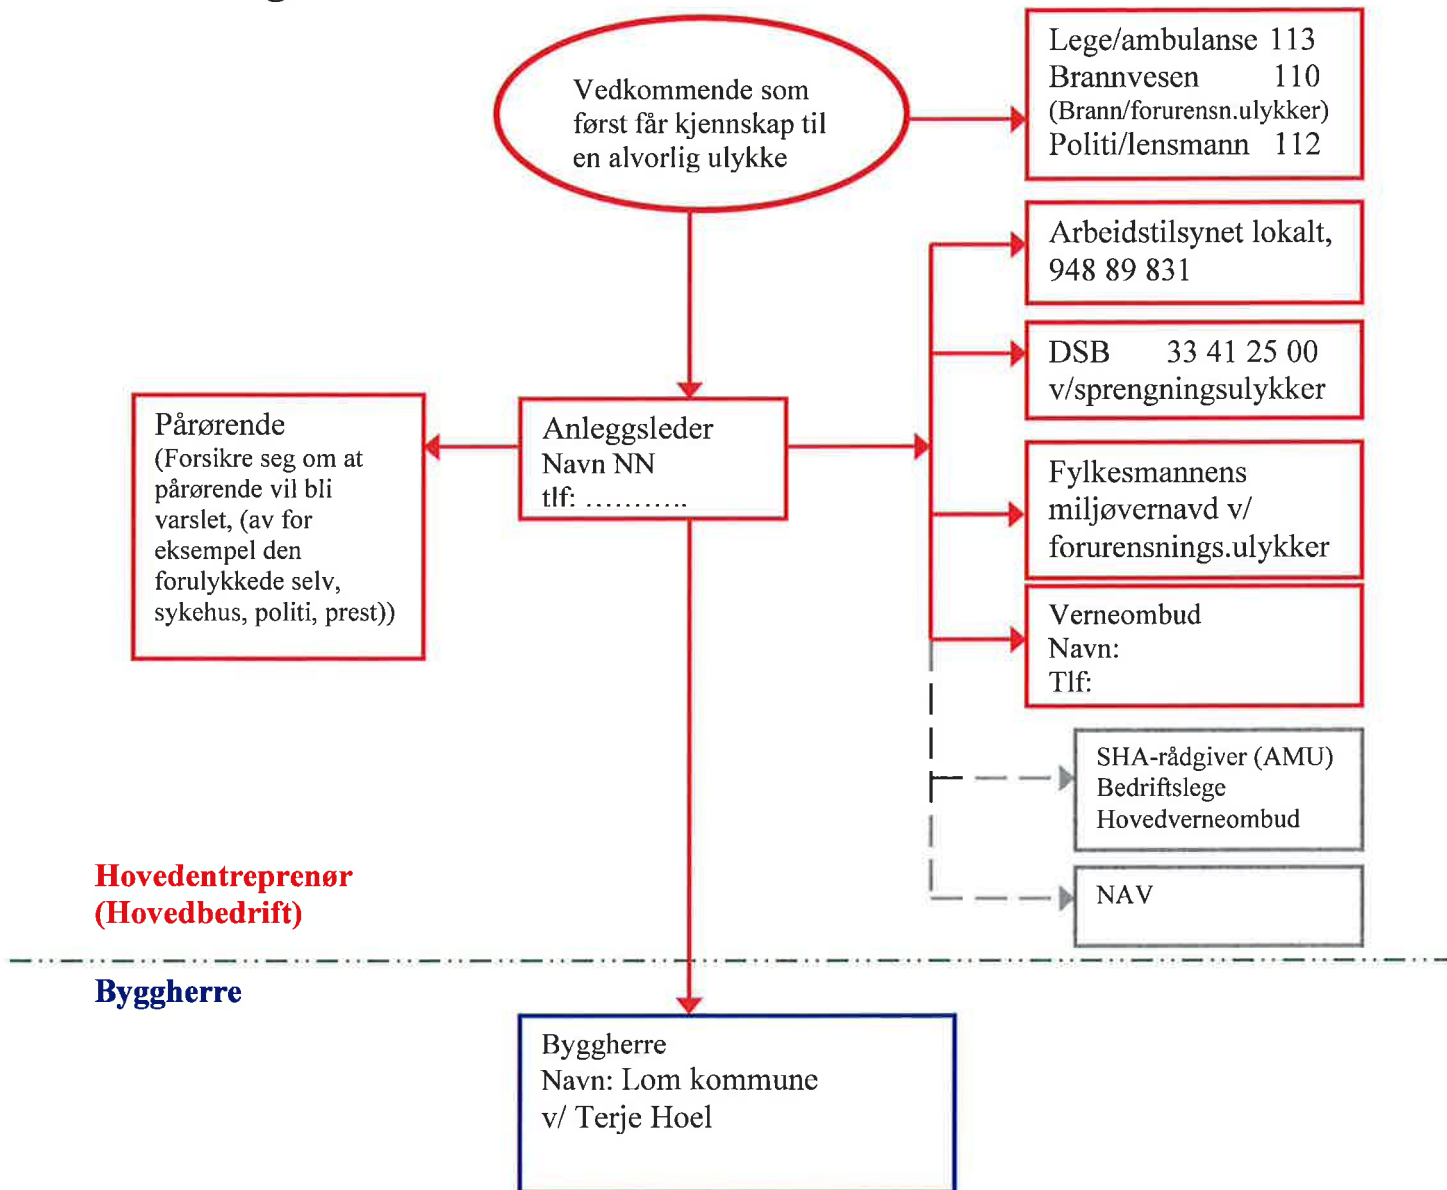 Vedkommende som
først får kjennskap til
en alvorlig ulykke
Lege/ambulanse 113
Brannvesen 110
(Brann/forurensn.ulykker)
Politi/lensmann 112
Arbeidstilsynet lokalt,
948 89 831
DSB 33 41 25 00
v/sprengningsulykker
Pårørende
(Forsikre seg om at
pårørende vil bli
varslet, (av for
eksempel den
forulykkede selv,
sykehus, politi, prest))
Anleggsleder
Navn NN
tlf: ………..
Fylkesmannens
miljøvernavd v/
forurensnings.ulykker
Verneombud
Navn:
Tlf:
SHA-rådgiver (AMU)
Bedriftslege
Hovedverneombud
NAV
Hovedentreprenør
(Hovedbedrift)
Byggherre
Byggherre
Navn: Lom kommune
v/ Terje Hoel